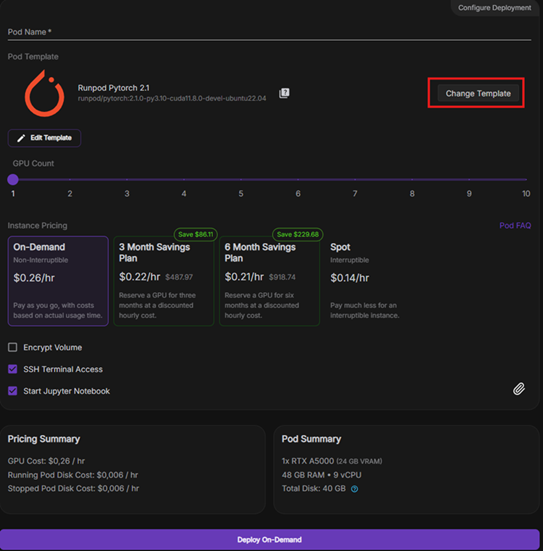 Configure Deployment
Pod Name *
Pod Template
Runpod Pytorch 2.1
runpod/pytorch:2.1.0-py3.10-cuda11.8.0-devel-ubuntu22.04
?
Change Template
Edit Template
GPU Count
1 2 3 4 5 6 7 8 9 10
Instance Pricing
Pod FAQ
On-Demand
Non-Interruptible
$0.26/hr
Pay as you go, with costs
based on actual usage time.
Save $86.11
3 Month Savings
Plan
$0.22/hr $487.97
Reserve a GPU for three
months at a discounted
hourly cost.
Save $229.68
6 Month Savings
Plan
$0.21/hr $918.74
Reserve a GPU for six
months at a discounted
hourly cost.
Spot
Interruptible
$0.14/hr
Pay much less for an
interruptible instance.
Encrypt Volume
SSH Terminal Access
Start Jupyter Notebook
Pricing Summary
GPU Cost: $0,26 / hr
Running Pod Disk Cost: $0,006 / hr
Stopped Pod Disk Cost: $0,006 / hr
Pod Summary
1x RTX A5000 (24 GB VRAM)
48 GB RAM • 9 vCPU
Total Disk: 40 GB ?
Deploy On-Demand